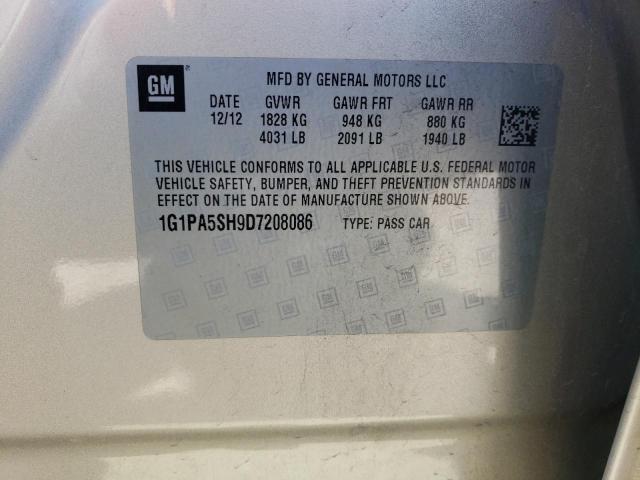 GM ®
MFD BY GENERAL MOTORS LLC
DATE GVWR GAWR FRT GAWR RR
12/12 1828 KG 948 KG 880 KG
4031 LB 2091 LB 1940 LB
THIS VEHICLE CONFORMS TO ALL APPLICABLE U.S. FEDERAL MOTOR
VEHICLE SAFETY, BUMPER, AND THEFT PREVENTION STANDARDS IN
EFFECT ON THE DATE OF MANUFACTURE SHOWN ABOVE.
1G1PA5SH9D7208086 TYPE: PASS CAR